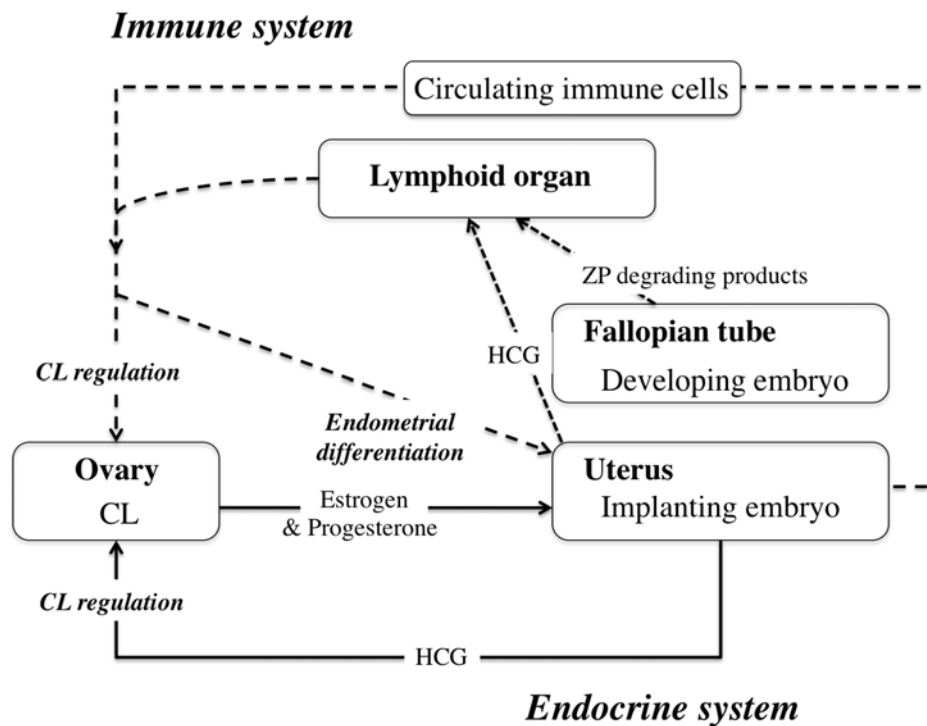 Immune system
Circulating immune cells
Lymphoid organ
ZP degrading products
Fallopian tube
Developing embryo
HCG
CL regulation
Endometrial
differentiation
Ovary
CL
Estrogen
& Progesterone
Uterus
Implanting embryo
CL regulation
HCG
Endocrine system